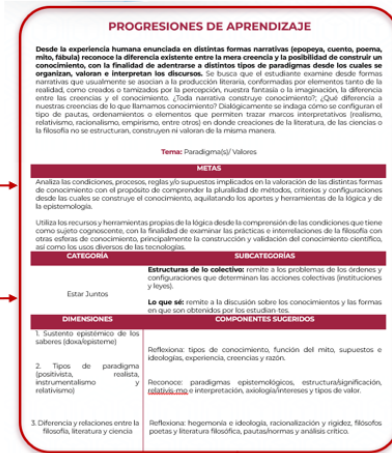 PROGRESIONES DE APRENDIZAJE
Desde la experiencia humana enunciada en distintas formas narrativas (epopeya, cuento, poema,
mito, fábula) reconoce la diferencia existente entre la mera creencia y la posibilidad de construir un
conocimiento, con la finalidad de adentrarse a distintos tipos de paradigmas desde los cuales se
organizan, valoran e interpretan los discursos. Se busca que el estudiante examine desde formas
narrativas que usualmente se asocian a la producción literaria, conformadas por elementos tanto de la
realidad, como creados o tamizados por la percepción, nuestra fantasía o la imaginación, la diferencia
entre las creencias y el conocimiento. ¿Toda narrativa construye conocimiento?; ¿Qué diferencia a
nuestras creencias de lo que llamamos conocimiento? Dialógicamente se indaga cómo se configuran el
tipo de pautas, ordenamientos o elementos que permiten trazar marcos interpretativos (realismo,
relativismo, racionalismo, empirismo, entre otros) en donde creaciones de la literatura, de las ciencias o
la filosofía no se estructuran, construyen ni valoran de la misma manera.
Tema: Paradigma(s)/ Valores
METAS
Analiza las condiciones, procesos, reglas y/o supuestos implicados en la valoración de las distintas formas
de conocimiento con el propósito de comprender la pluralidad de métodos, criterios y configuraciones
desde las cuales se construye el conocimiento, aquilatando los aportes y herramientas de la lógica y de
la epistemología.
Utiliza los recursos y herramientas propias de la lógica desde la comprensión de las condiciones que tiene
como sujeto cognoscente, con la finalidad de examinar las prácticas e interrelaciones de la filosofía con
otras esferas de conocimiento, principalmente la construcción y validación del conocimiento científico,
así como los usos diversos de las tecnologías.
CATEGORÍA SUBCATEGORÍAS
Estructuras de lo colectivo: remite a los problemas de los órdenes y
configuraciones que determinan las acciones colectivas (instituciones
y leyes).
Estar Juntos
Lo que sé: remite a la discusión sobre los conocimientos y las formas
en que son obtenidos por los estudian-tes.
DIMENSIONES COMPONENTES SUGERIDOS
1. Sustento epistémico de los
saberes (doxa/episteme)
Reflexiona: tipos de conocimiento, función del mito, supuestos e
ideologías, experiencia, creencias y razón.
2. Tipos de paradigma
(positivista, realista,
instrumentalismo y
relativismo)
Reconoce: paradigmas epistemológicos, estructura/significación,
relativis mo e interpretación, axiología/intereses y tipos de valor.
3. Diferencia y relaciones entre la
filosofía, literatura y ciencia
Reflexiona: hegemonía e ideología, racionalización y rigidez, filósofos
poetas y literatura filosófica, pautas/normas y análisis crítico.